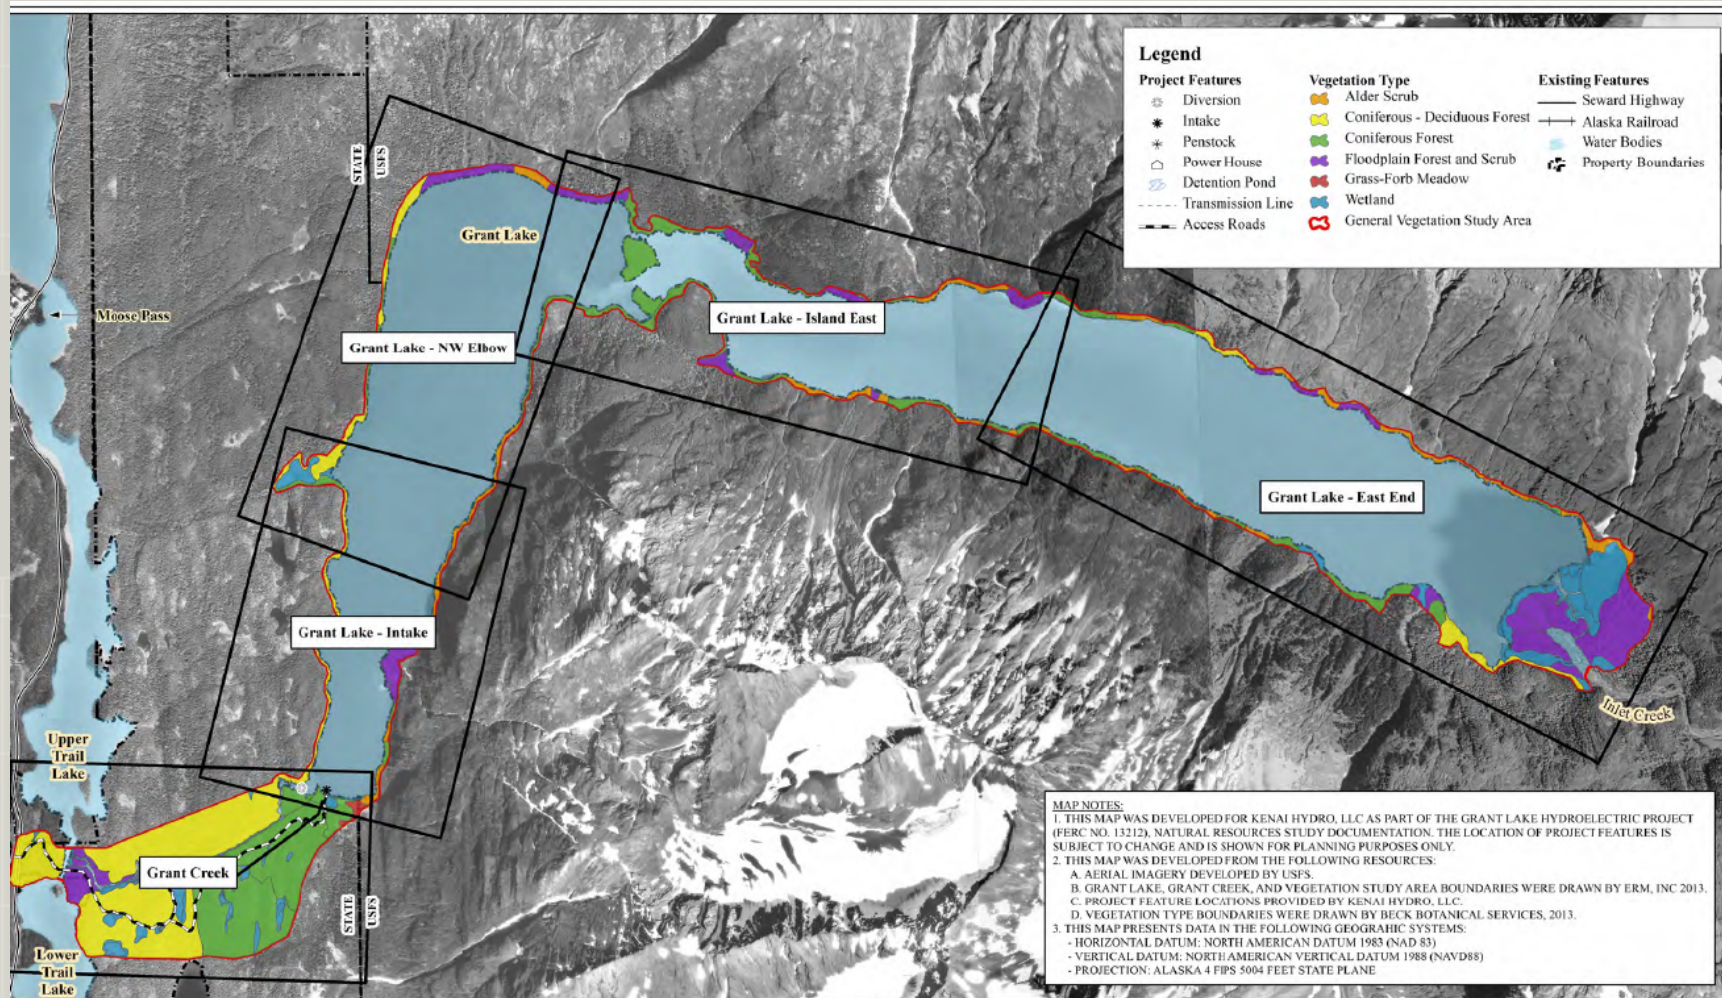 Legend
Project Features
Diversion
Intake
Penstock
Power House
Detention Pond
Transmission Line
Access Roads
Vegetation Type
Alder Scrub
Coniferous - Deciduous Forest
Coniferous Forest
Floodplain Forest and Scrub
Grass-Forb Meadow
Wetland
General Vegetation Study Area
Existing Features
Seward Highway
Alaska Railroad
Water Bodies
Property Boundaries
STATE
USFS
Grant Lake
Moose Pass
Grant Lake - NW Elbow
Grant Lake - Island East
Grant Lake - East End
Grant Lake - Intake
Inlet Creek
Upper
Trail
Lake
Grant Creek
STATE
USFS
Lower
Trail
Lake
MAP NOTES:
1. THIS MAP WAS DEVELOPED FOR KENAI HYDRO, LLC AS PART OF THE GRANT LAKE HYDROELECTRIC PROJECT
(FERC NO. 13212), NATURAL RESOURCES STUDY DOCUMENTATION. THE LOCATION OF PROJECT FEATURES IS
SUBJECT TO CHANGE AND IS SHOWN FOR PLANNING PURPOSES ONLY.
2. THIS MAP WAS DEVELOPED FROM THE FOLLOWING RESOURCES:
A. AERIAL IMAGERY DEVELOPED BY USFS.
B. GRANT LAKE, GRANT CREEK, AND VEGETATION STUDY AREA BOUNDARIES WERE DRAWN BY ERM, INC 2013.
C. PROJECT FEATURE LOCATIONS PROVIDED BY KENAI HYDRO, LLC.
D. VEGETATION TYPE BOUNDARIES WERE DRAWN BY BECK BOTANICAL SERVICES, 2013.
3. THIS MAP PRESENTS DATA IN THE FOLLOWING GEOGRAHIC SYSTEMS:
- HORIZONTAL DATUM: NORTH AMERICAN DATUM 1983 (NAD 83)
- VERTICAL DATUM: NORTH AMERICAN VERTICAL DATUM 1988 (NAVD88)
- PROJECTION: ALASKA 4 FIPS 5004 FEET STATE PLANE